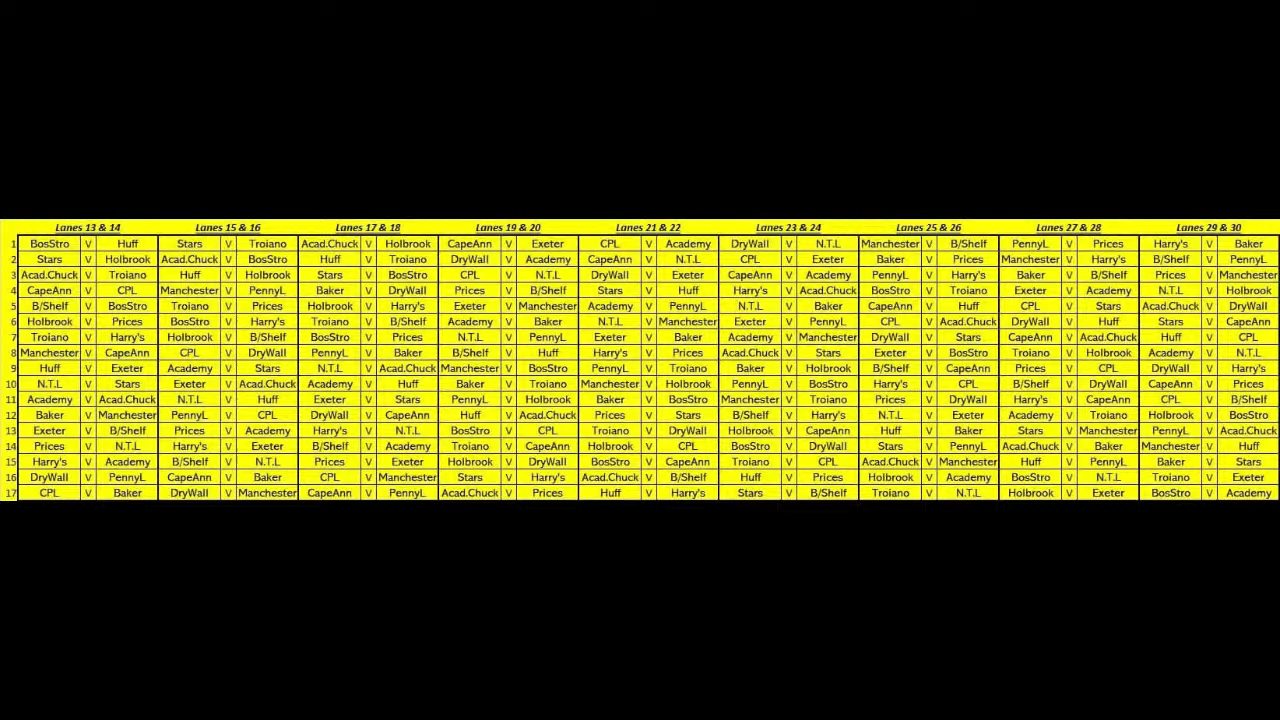 Lanes 13 & 14 Lanes 15 & 16 Lanes 17 & 18 Lanes 19 & 20 Lanes 21 & 22 Lanes 23 & 24 Lanes 25 & 26 Lanes 27 & 28 Lanes 29 & 30
1 BosStro V Huff Stars V Troiano Acad.Chuck V Holbrook CapeAnn V Exeter CPL V Academy DryWall V N.T.L Manchester V B/Shelf PennyL V Prices Harry's V Baker
2 Stars V Holbrook Acad.Chuck V BosStro Huff V Troiano DryWall V Academy CapeAnn V N.T.L CPL V Exeter Baker V Prices Manchester V Harry's B/Shelf V PennyL
3 Acad.Chuck V Troiano Huff V Holbrook Stars V BosStro CPL V N.T.L DryWall V Exeter CapeAnn V Academy PennyL V Harry's Baker V B/Shelf Prices V Manchester
4 CapeAnn V CPL Manchester V PennyL Baker V DryWall Prices V B/Shelf Stars V Huff Harry's V Acad.Chuck BosStro V Troiano Exeter V Academy N.T.L V Holbrook
5 B/Shelf V BosStro Troiano V Prices Holbrook V Harry's Exeter V Manchester Academy V PennyL N.T.L V Baker CapeAnn V Huff CPL V Stars Acad.Chuck V DryWall
6 Holbrook V Prices BosStro V Harry's Troiano V B/Shelf Academy V Baker N.T.L V Manchester Exeter V PennyL CPL V Acad.Chuck DryWall V Huff Stars V CapeAnn
7 Troiano V Harry's Holbrook V B/Shelf BosStro V Prices N.T.L V PennyL Exeter V Baker Academy V Manchester DryWall V Stars CapeAnn V Acad.Chuck Huff V CPL
8 Manchester V CapeAnn CPL V DryWall PennyL V Baker B/Shelf V Huff Harry's V Prices Acad.Chuck V Stars Exeter V BosStro Troiano V Holbrook Academy V N.T.L
9 Huff V Exeter Academy V Stars N.T.L V Acad.Chuck Manchester V BosStro PennyL V Troiano Baker V Holbrook B/Shelf V CapeAnn Prices V CPL DryWall V Harry's
10 N.T.L V Stars Exeter V Acad.Chuck Academy V Huff Baker V Troiano Manchester V Holbrook PennyL V BosStro Harry's V CPL B/Shelf V DryWall CapeAnn V Prices
11 Academy V Acad.Chuck N.T.L V Huff Exeter V Stars PennyL V Holbrook Baker V BosStro Manchester V Troiano Prices V DryWall Harry's V CapeAnn CPL V B/Shelf
12 Baker V Manchester PennyL V CPL DryWall V CapeAnn Huff V Acad.Chuck Prices V Stars B/Shelf V Harry's N.T.L V Exeter Academy V Troiano Holbrook V BosStro
13 Exeter V B/Shelf Prices V Academy Harry's V N.T.L BosStro V CPL Troiano V DryWall Holbrook V CapeAnn Huff V Baker Stars V Manchester PennyL V Acad.Chuck
14 Prices V N.T.L Harry's V Exeter B/Shelf V Academy Troiano V CapeAnn Holbrook V CPL BosStro V DryWall Stars V PennyL Acad.Chuck V Baker Manchester V Huff
15 Harry's V Academy B/Shelf V N.T.L Prices V Exeter Holbrook V DryWall BosStro V CapeAnn Troiano V CPL Acad.Chuck V Manchester Huff V PennyL Baker V Stars
16 DryWall V PennyL CapeAnn V Baker CPL V Manchester Stars V Harry's Acad.Chuck V B/Shelf Huff V Prices Holbrook V Academy BosStro V N.T.L Troiano V Exeter
17 CPL V Baker DryWall V Manchester CapeAnn V PennyL Acad.Chuck V Prices Huff V Harry's Stars V B/Shelf Troiano V N.T.L Holbrook V Exeter BosStro V Academy